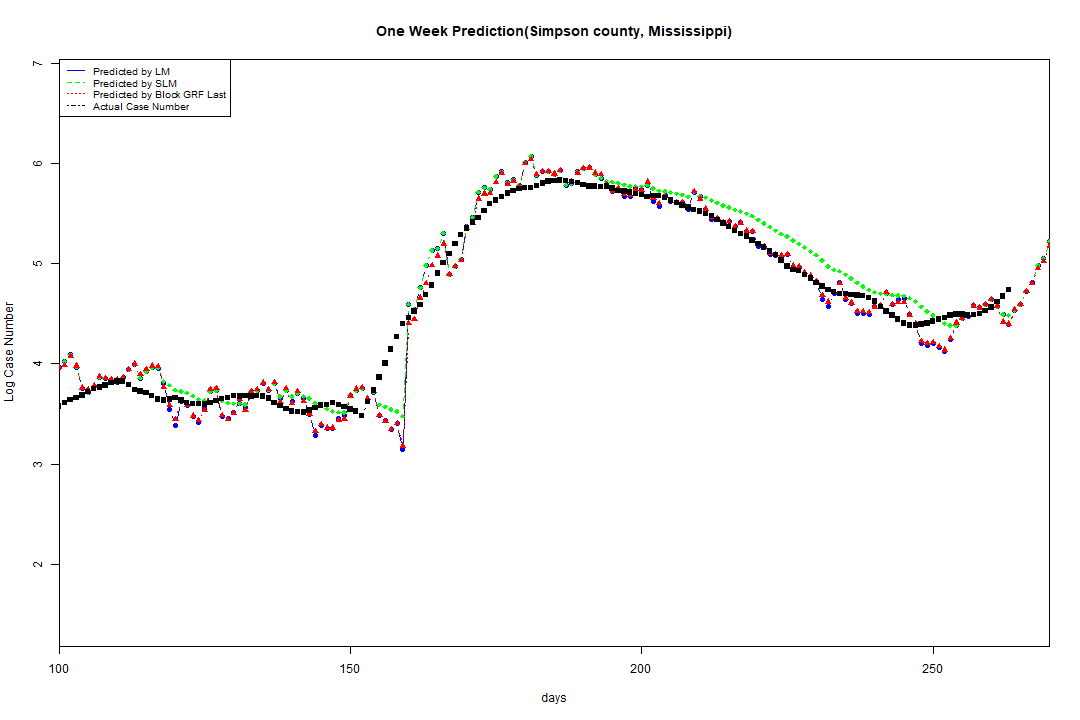 One Week Prediction(Simpson county, Mississippi)
Predicted by LM
Predicted by SLM
Predicted by Block GRF Last
Actual Case Number
7
6
5
4
3
2
Log Case Number
100
150
200
250
days